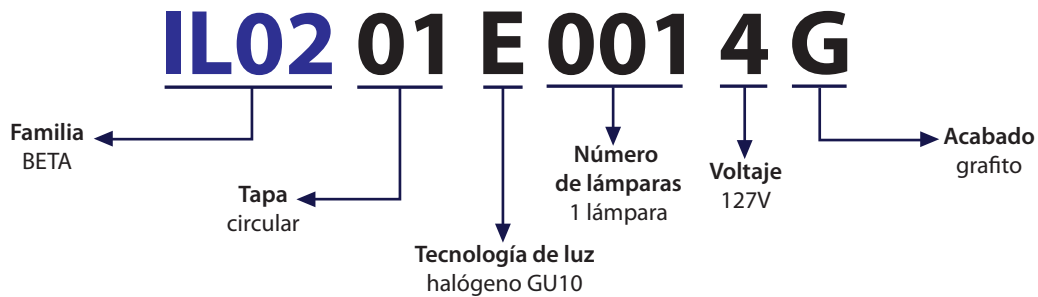 IL02 01 E 001 4 G
Familia
BETA
Tapa
circular
Tecnología de luz
halógeno GU10
Número
de lámparas
1 lámpara
Voltaje
127V
Acabado
grafito